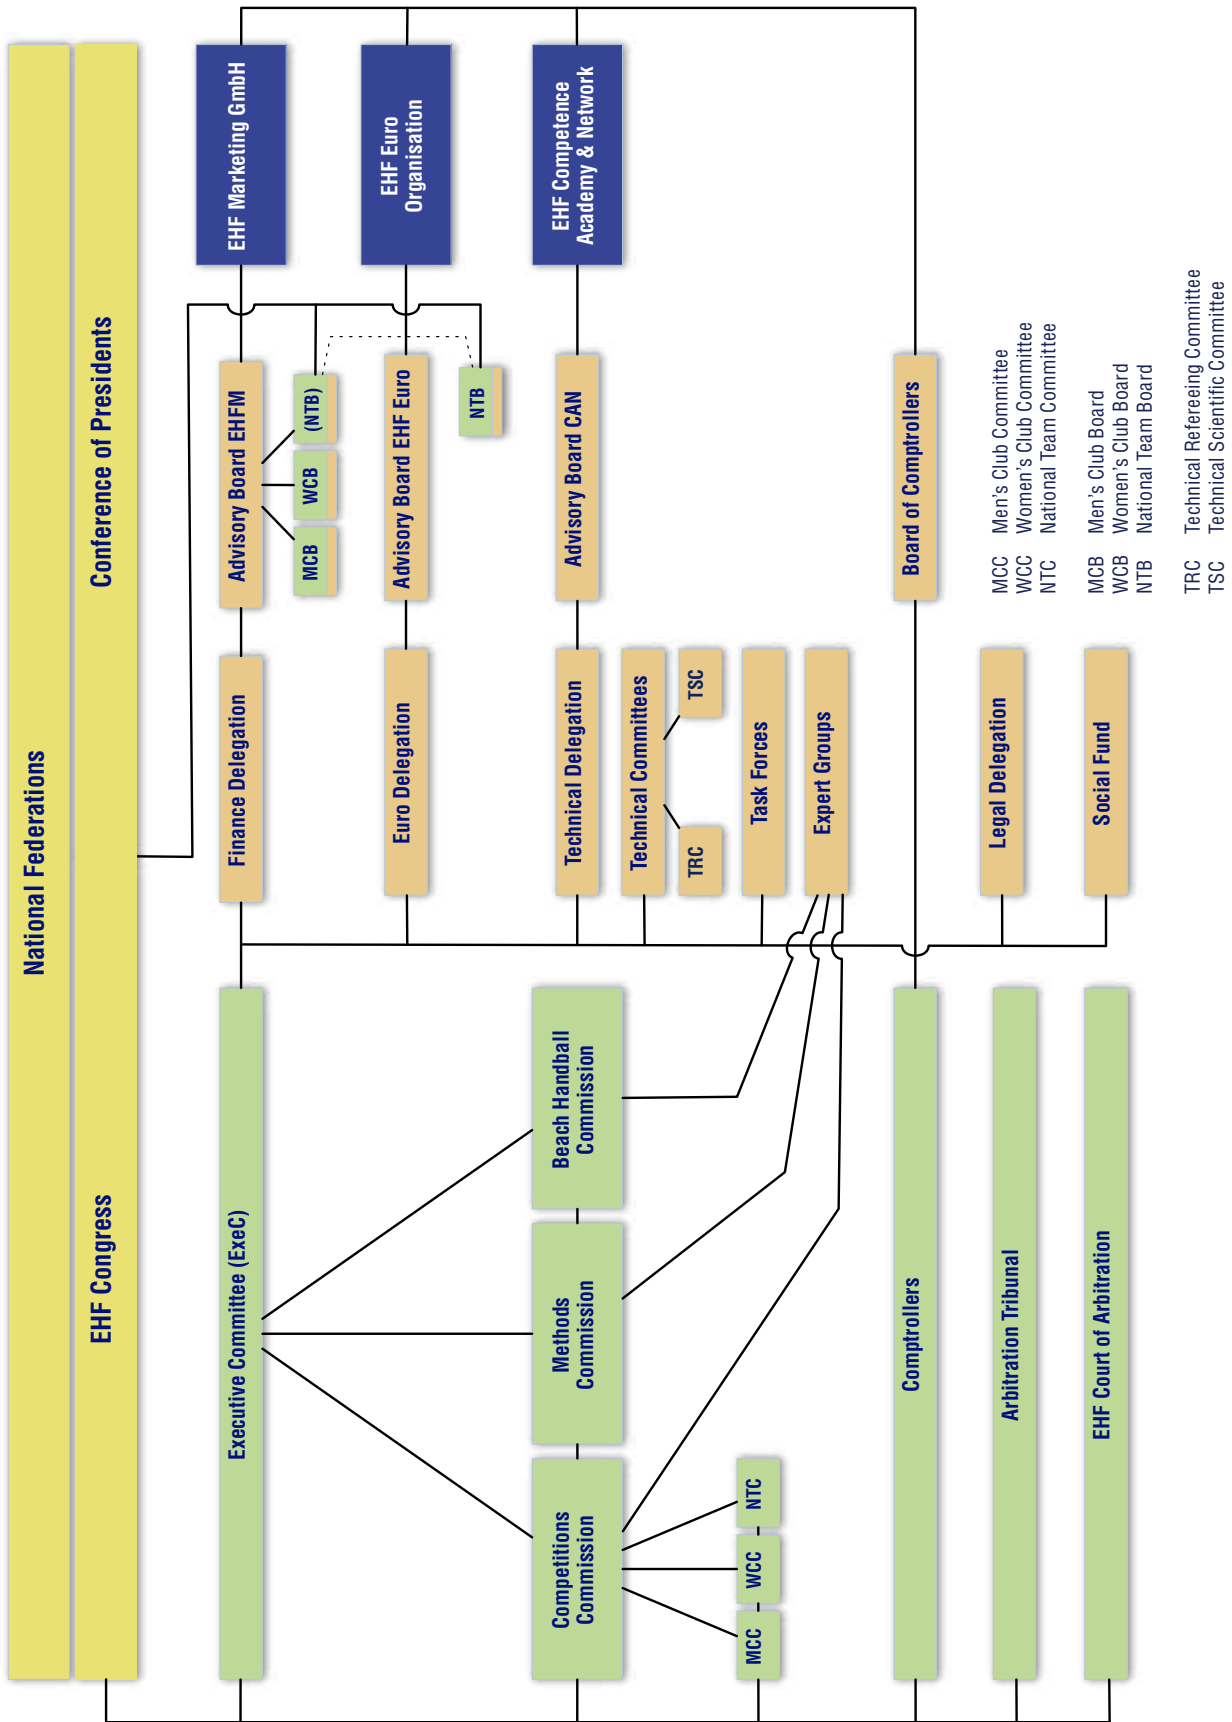 National Federations
EHF Congress
Conference of Presidents
Executive Committee (ExeC)
Finance Delegation
Advisory Board EHFM
EHF Marketing GmbH
MCB
WCB
(NTB)
Euro Delegation
Advisory Board EHF Euro
EHF Euro
Organisation
NTB
Competitions
Commission
Methods
Commission
Beach Handball
Commission
Technical Delegation
Advisory Board CAN
EHF Competence
Academy & Network
Technical Committees
TRC
TSC
MCC
WCC
NTC
Task Forces
Expert Groups
Comptrollers
Board of Comptrollers
Arbitration Tribunal
Legal Delegation
EHF Court of Arbitration
Social Fund
MCC Men's Club Committee
WCC Women's Club Committee
NTC National Team Committee
MCB Men's Club Board
WCB Women's Club Board
NTB National Team Board
TRC Technical Refereeing Committee
TSC Technical Scientific Committee